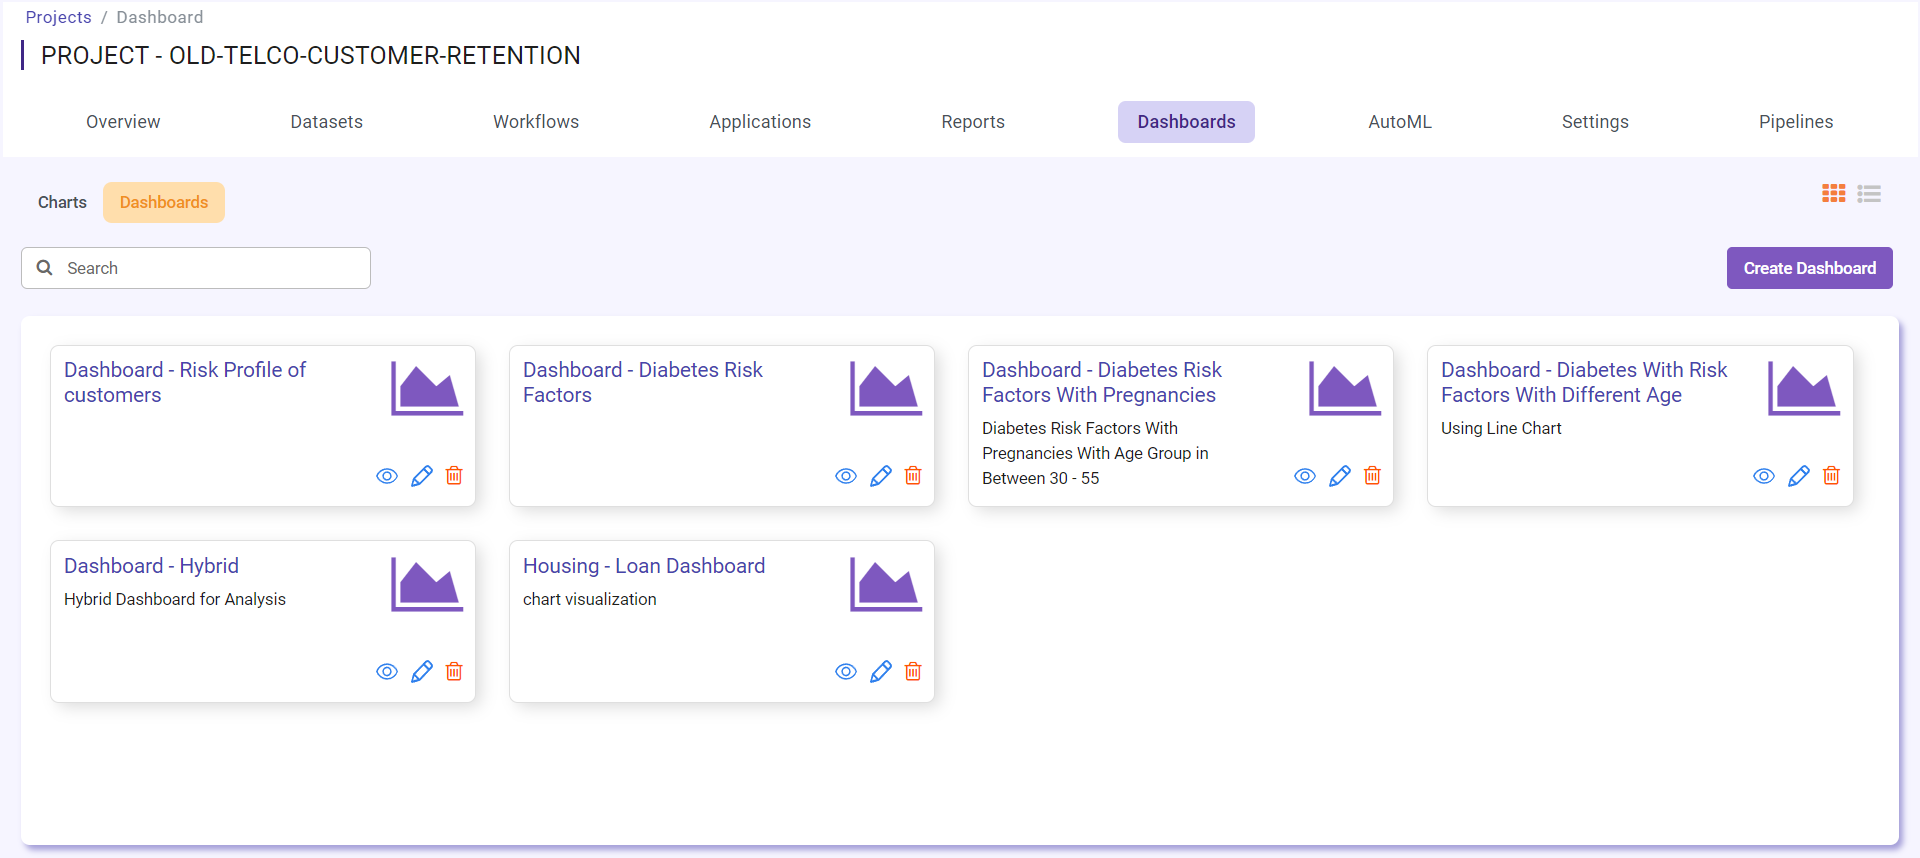 Projects / Dashboard
PROJECT - OLD-TELCO-CUSTOMER-RETENTION
Overview
Datasets
Workflows
Applications
Reports
Dashboards
AutoML
Settings
Pipelines
Charts
Dashboards
Search
Create Dashboard
Dashboard - Risk Profile of
customers
Dashboard - Diabetes Risk
Factors
Dashboard - Diabetes Risk
Factors With Pregnancies
Diabetes Risk Factors With
Pregnancies With Age Group in
Between 30 - 55
Dashboard - Diabetes With Risk
Factors With Different Age
Using Line Chart
Dashboard - Hybrid
Hybrid Dashboard for Analysis
Housing - Loan Dashboard
chart visualization